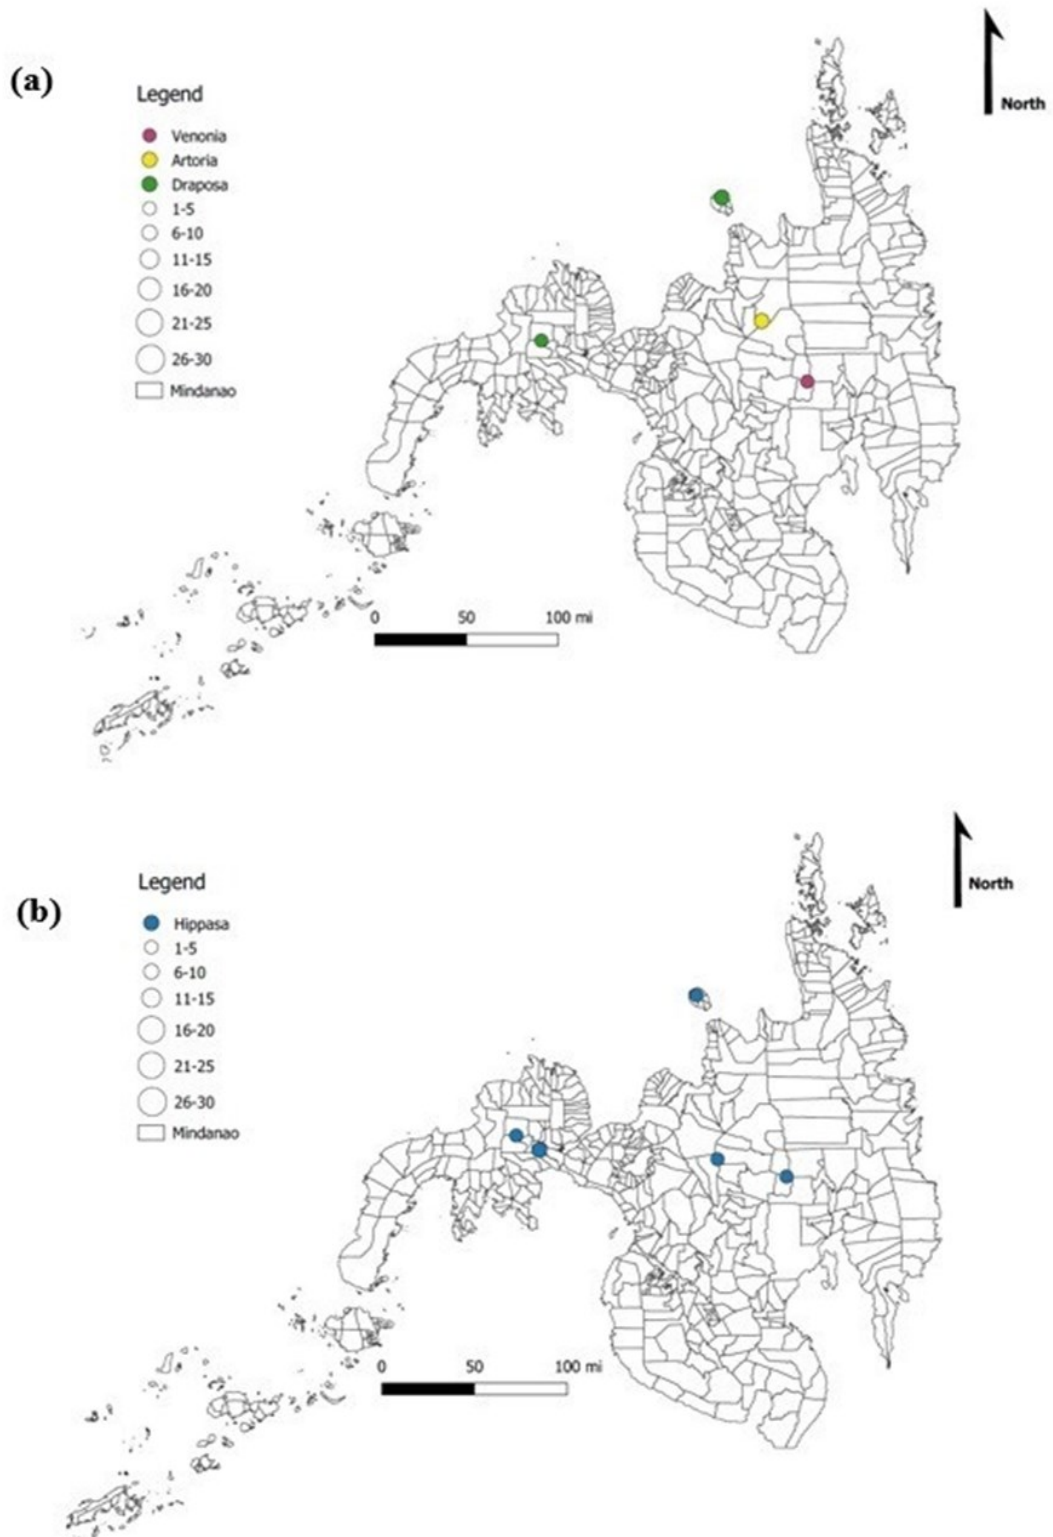 (a)
Legend
North
Venonia
Artoria
Draposa
1-5
6-10
11-15
16-20
21-25
26-30
Mindanao
0 50 100 mi
(b)
Legend
North
Hippasa
1-5
6-10
11-15
16-20
21-25
26-30
Mindanao
0 50 100 mi